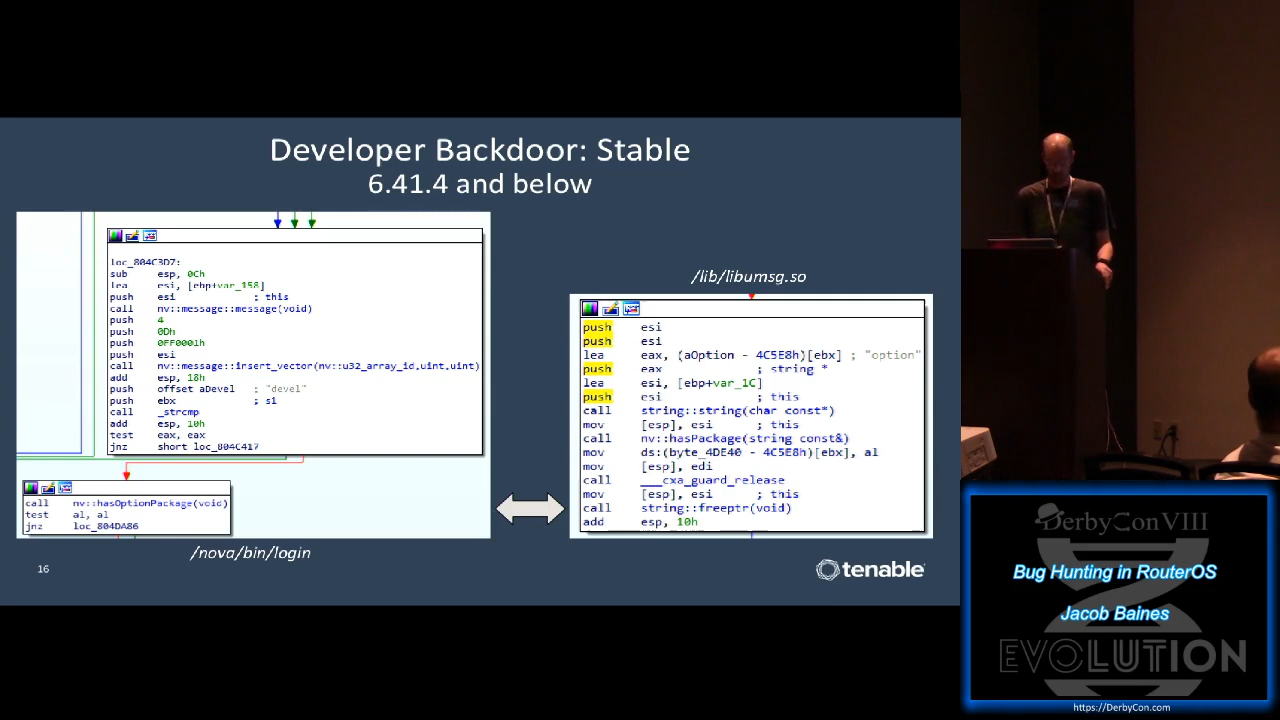 Developer Backdoor: Stable
6.41.4 and below
loc_804C3D7:
sub esp, 0Ch
lea esi, [ebp+var_158]
push esi ; this
call nv::message::message(void)
push 4
push 0Dh
push 0FF0001h
push esi
call nv::message::insert_vector(nv::u32_array_id,uint,uint)
add esp, 18h
push offset aDevel ; "devel"
push ebx ; s1
call _strcmp
add esp, 10h
test eax, eax
jnz short loc_804C417
call nv::hasOptionPackage(void)
test al, al
jnz loc_804DA86
/nova/bin/login
/lib/libumsg.so
push esi
push esi
lea eax, (aOption - 4C5E8h)[ebx] ; "option"
push eax ; string *
lea esi, [ebp+var_1C]
push esi ; this
call string::string(char const*)
mov [esp], esi ; this
call nv::hasPackage(string const&)
mov ds:(byte_4DE40 - 4C5E8h)[ebx], al
mov [esp], edi
call ___cxa_guard_release
mov [esp], esi ; this
call string::freeptr(void)
add esp, 10h
16
tenable
DerbyCon VIII
Bug Hunting in RouterOS
Jacob Baines
EVOLUTION
https://DerbyCon.com